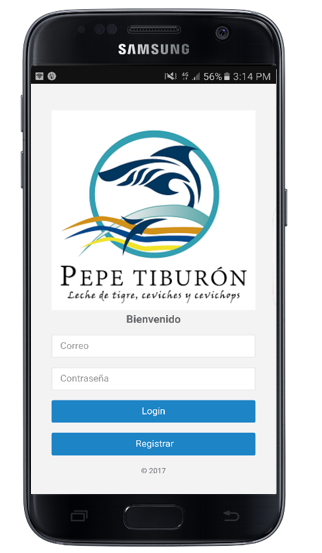 SAMSUNG
56% 3:14 PM
PEPE TIBURÓN
Leche de tigre, ceviches y cevichops
Bienvenido
Correo
Contraseña
Login
Registrar
© 2017